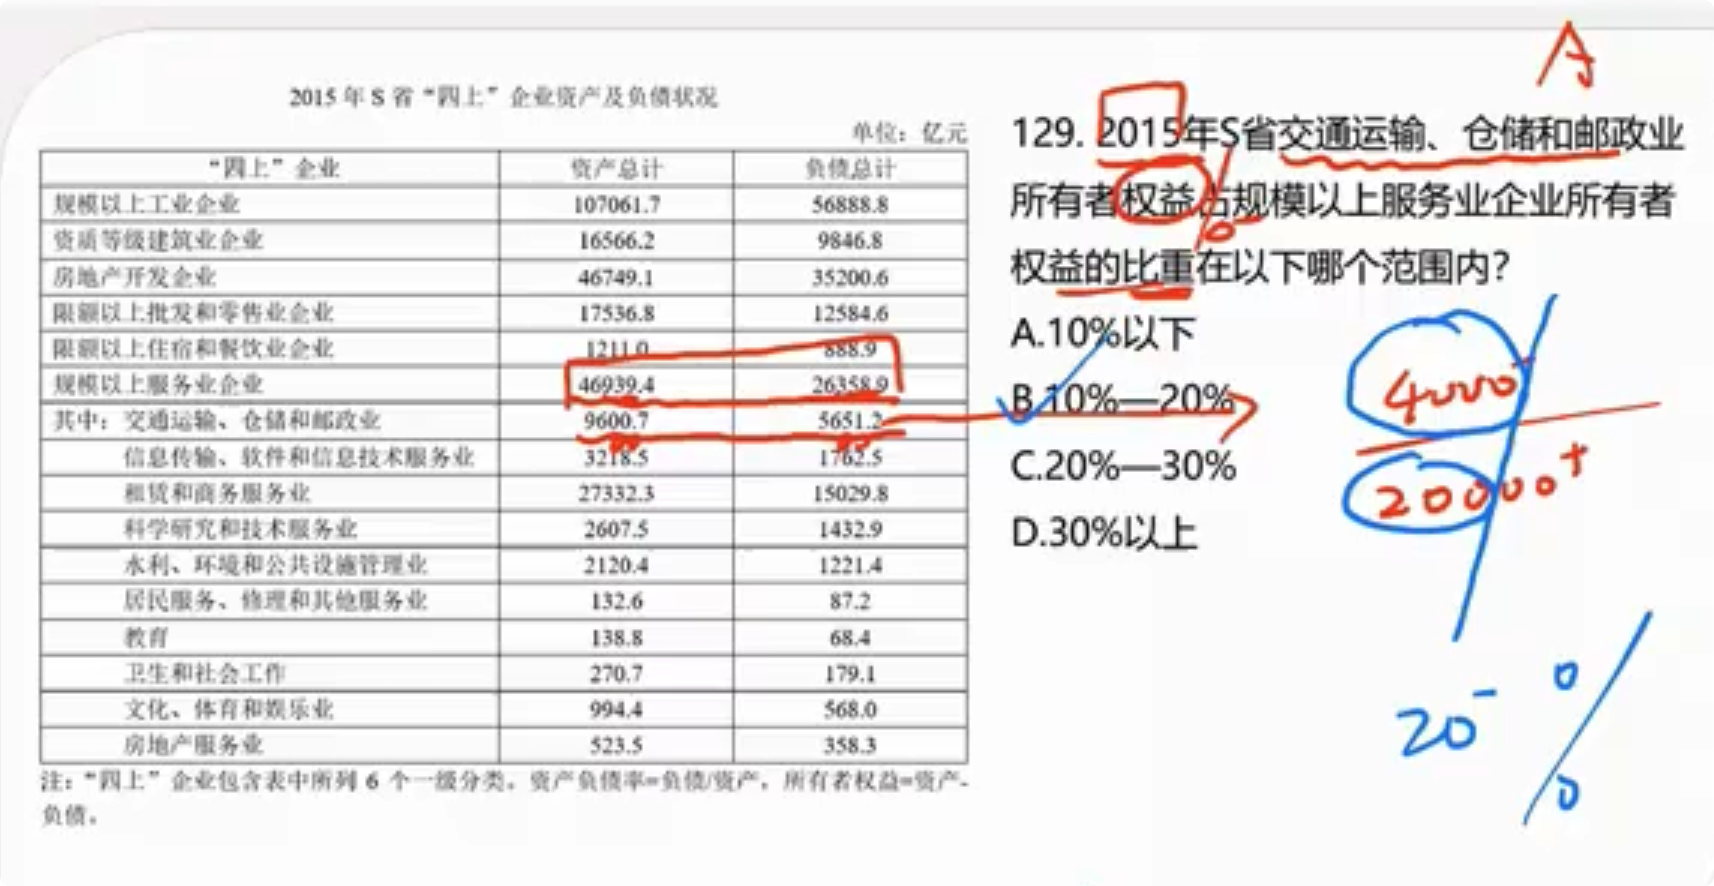 2015 年 S 省“四上”企业资产及负债状况
单位：亿元
“四上”企业 资产总计 负债总计
规模以上工业企业 107061.7 56888.8
资质等级建筑业企业 16566.2 9846.8
房地产开发企业 46749.1 35200.6
限额以上批发和零售业企业 17536.8 12584.6
限额以上住宿和餐饮业企业 1211.0 888.9
规模以上服务业企业 46939.4 26358.9
其中：交通运输、仓储和邮政业 9600.7 5651.2
信息传输、软件和信息技术服务业 3218.5 1762.5
租赁和商务服务业 27332.3 15029.8
科学研究和技术服务业 2607.5 1432.9
水利、环境和公共设施管理业 2120.4 1221.4
居民服务、修理和其他服务业 132.6 87.2
教育 138.8 68.4
卫生和社会工作 270.7 179.1
文化、体育和娱乐业 994.4 568.0
房地产服务业 523.5 358.3
注：“四上”企业包含表中所列 6 个一级分类。资产负债率=负债/资产，所有者权益=资产-
负债。
A
129. 2015年S省交通运输、仓储和邮政业
所有者权益占规模以上服务业企业所有者
权益的比重在以下哪个范围内?
A.10%以下
B.10%—20%
C.20%—30%
D.30%以上
4000⁻
20000⁺
20⁻%